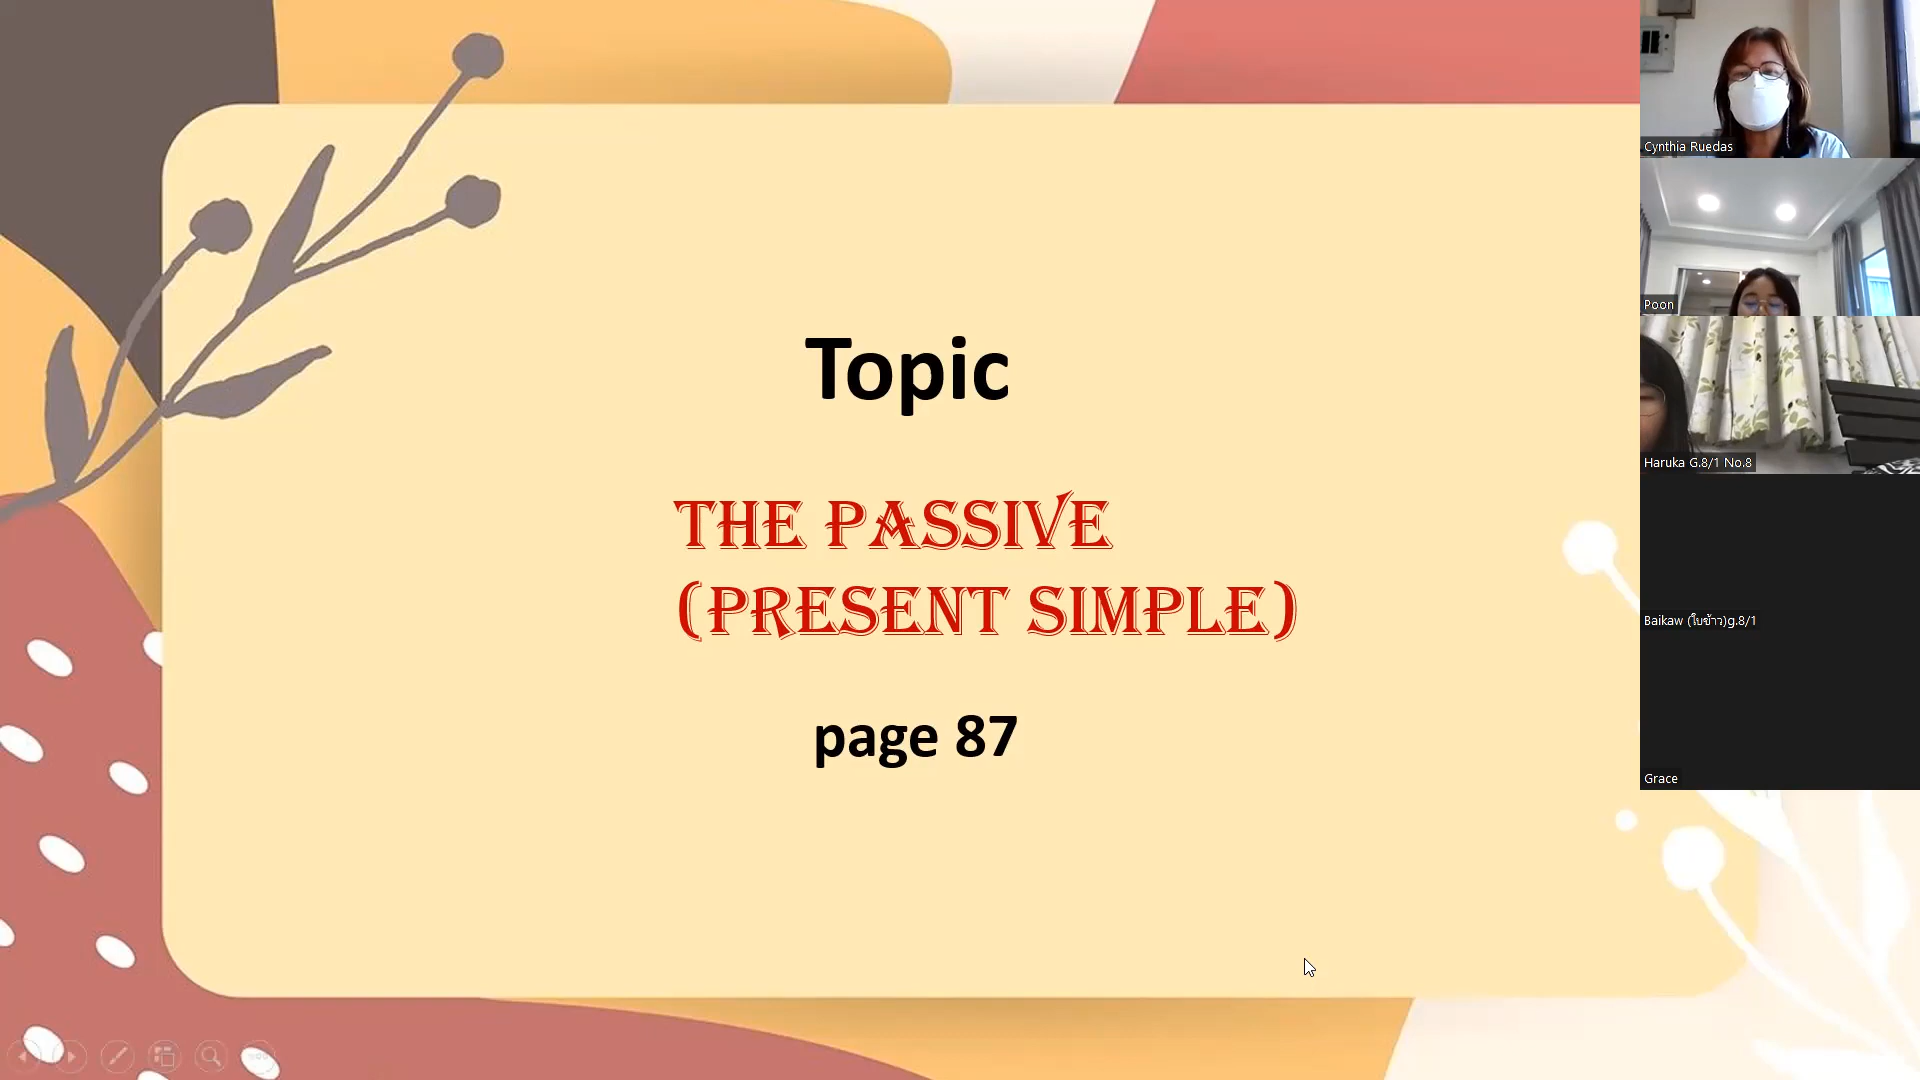 Topic
THE PASSIVE
(PRESENT SIMPLE)
page 87
Cynthia Ruedas
Poon
Haruka G.8/1 No.8
Baikaw (ใบข้าว)g.8/1
Grace